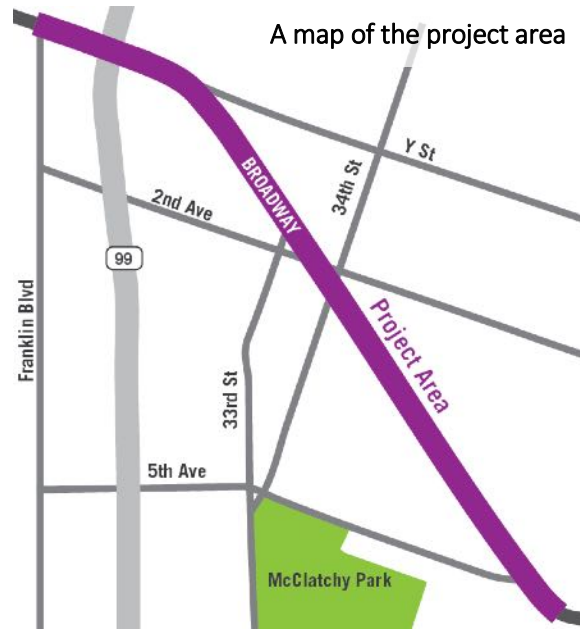 A map of the project area
Y St
34th St
BROADWAY
2nd Ave
99
Franklin Blvd
Project Area
33rd St
5th Ave
McClatchy Park